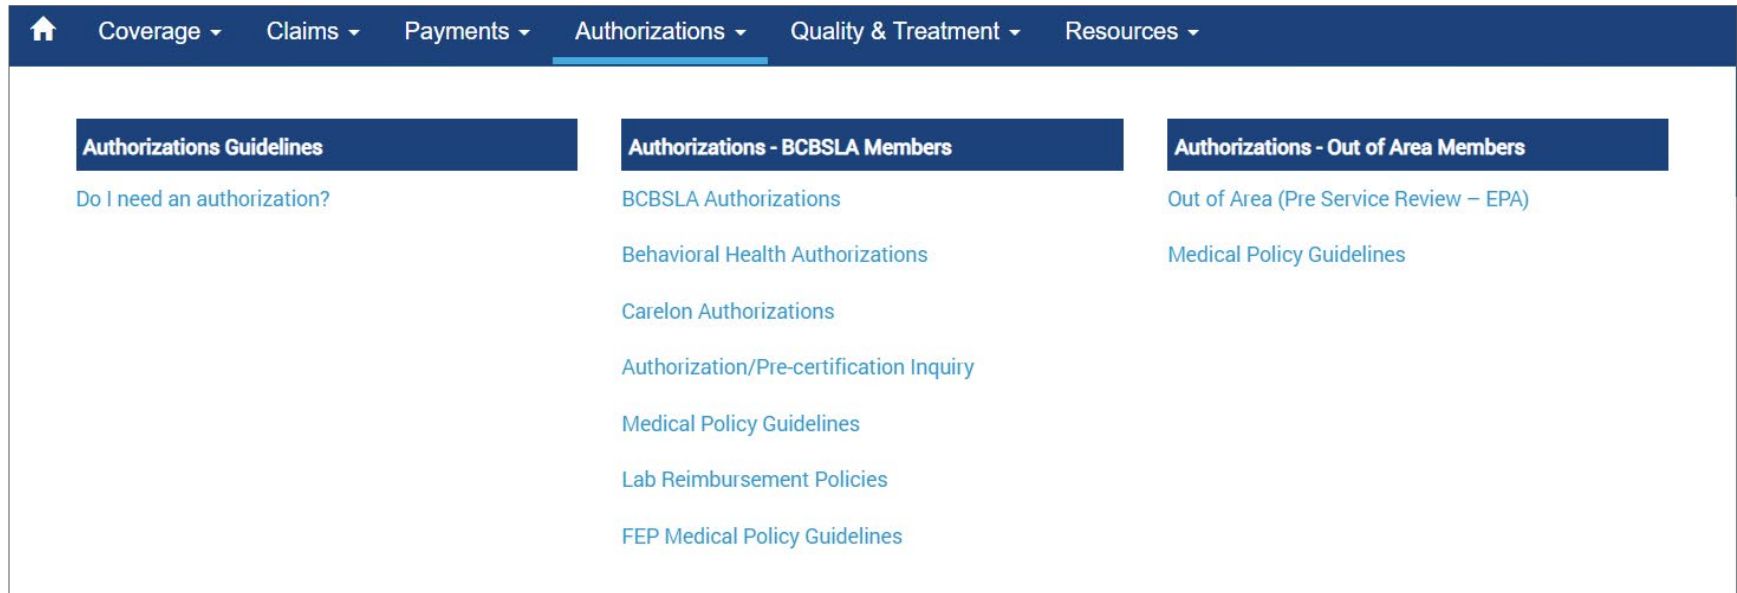 Coverage Claims Payments Authorizations Quality & Treatment Resources
Authorizations Guidelines
Do I need an authorization?
Authorizations - BCBSLA Members
BCBSLA Authorizations
Behavioral Health Authorizations
Carelon Authorizations
Authorization/Pre-certification Inquiry
Medical Policy Guidelines
Lab Reimbursement Policies
FEP Medical Policy Guidelines
Authorizations - Out of Area Members
Out of Area (Pre Service Review – EPA)
Medical Policy Guidelines